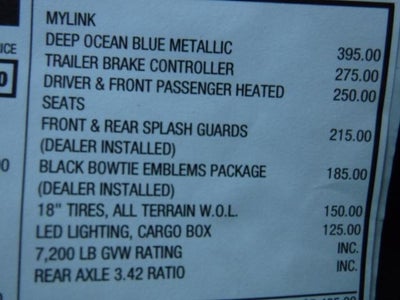 MYLINK
DEEP OCEAN BLUE METALLIC 395.00
ICE TRAILER BRAKE CONTROLLER 275.00
DRIVER & FRONT PASSENGER HEATED 250.00
SEATS
FRONT & REAR SPLASH GUARDS 215.00
(DEALER INSTALLED)
BLACK BOWTIE EMBLEMS PACKAGE 185.00
(DEALER INSTALLED)
18" TIRES, ALL TERRAIN W.O.L. 150.00
LED LIGHTING, CARGO BOX 125.00
7,200 LB GVW RATING INC.
REAR AXLE 3.42 RATIO INC.